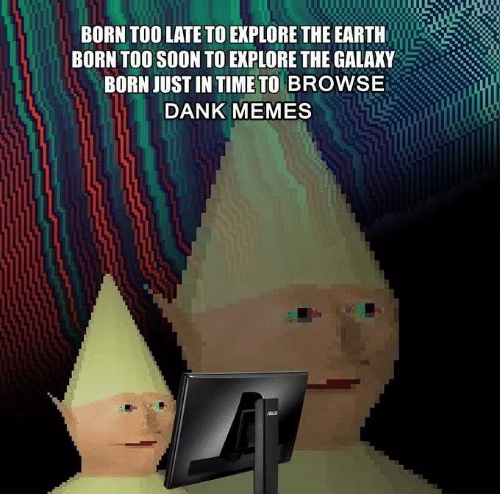 BORN TOO LATE TO EXPLORE THE EARTH
BORN TOO SOON TO EXPLORE THE GALAXY
BORN JUST IN TIME TO BROWSE
DANK MEMES
ASUS